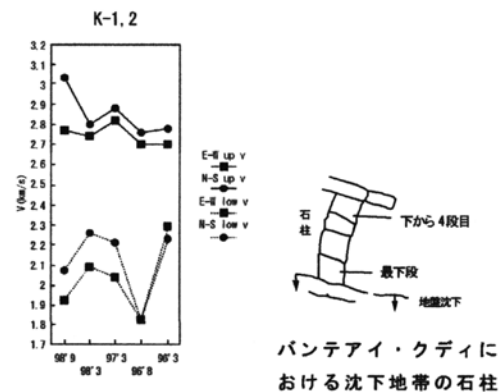 K-1, 2
3.2
3.1
3
2.9
2.8
2.7
2.6
2.5
2.4
2.3
2.2
2.1
2
1.9
1.8
1.7
V(km/s)
98' 9
98' 3
97' 3
96' 8
96' 3
E-W up v
N-S up v
E-W low v
N-S low v
石柱
下から4段目
最下段
地盤沈下
バンテアイ・クディに
おける沈下地帯の石柱